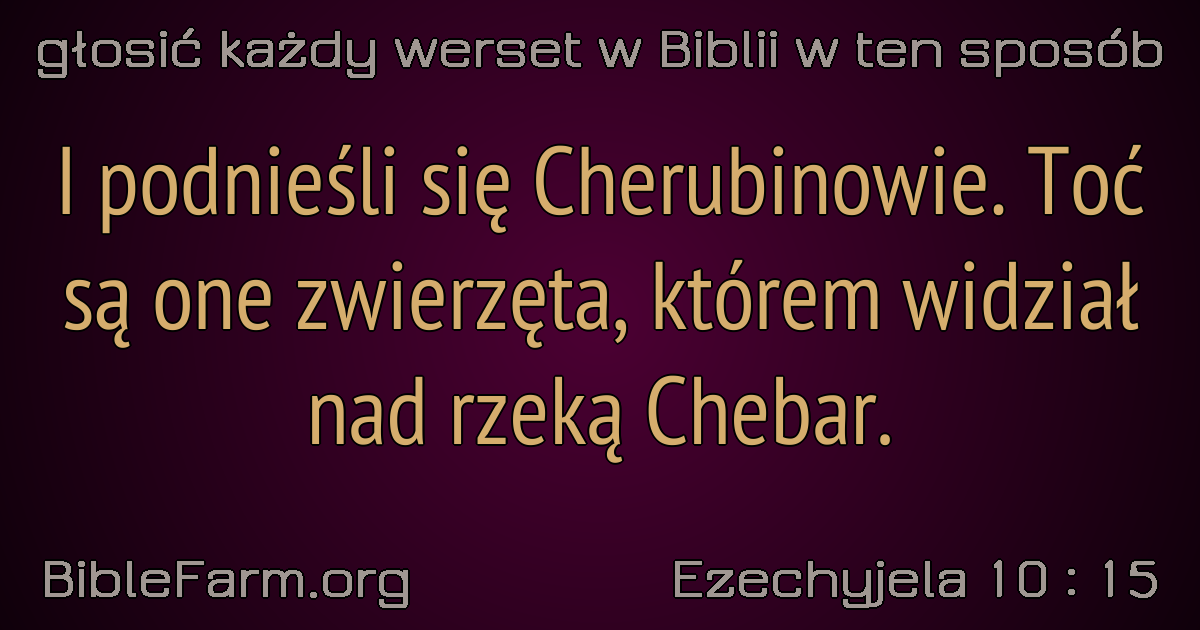 głosić każdy werset w Biblii w ten sposób
I podnieśli się Cherubinowie. Toć
są one zwierzęta, którem widział
nad rzeką Chebar.
BibleFarm.org
Ezechyjela 10 : 15